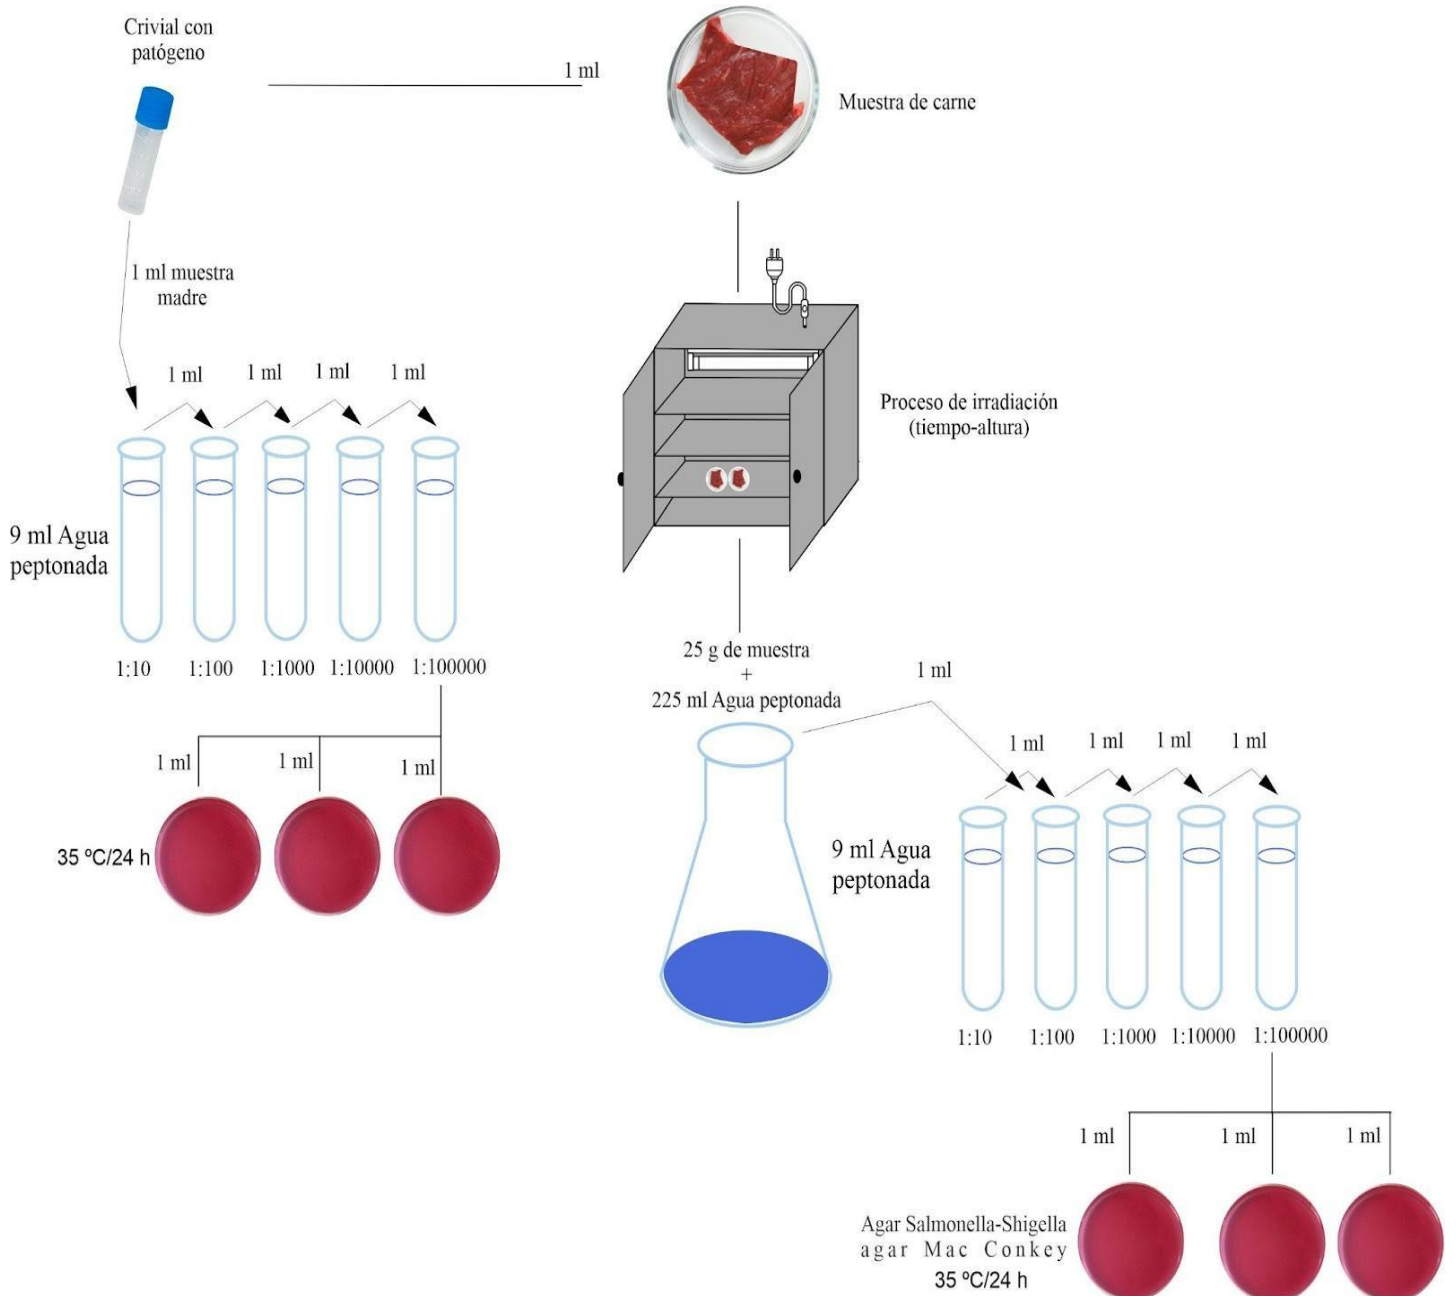 Crivial con
patógeno
1 ml
Muestra de carne
1 ml muestra
madre
1 ml
1 ml
1 ml
1 ml
Proceso de irradiación
(tiempo-altura)
9 ml Agua
peptonada
1:10
1:100
1:1000
1:10000
1:100000
1 ml
1 ml
1 ml
35 ºC/24 h
25 g de muestra
+
225 ml Agua peptonada
1 ml
1 ml
1 ml
1 ml
1 ml
9 ml Agua
peptonada
1:10
1:100
1:1000
1:10000
1:100000
1 ml
1 ml
1 ml
Agar Salmonella-Shigella
agar Mac Conkey
35 ºC/24 h